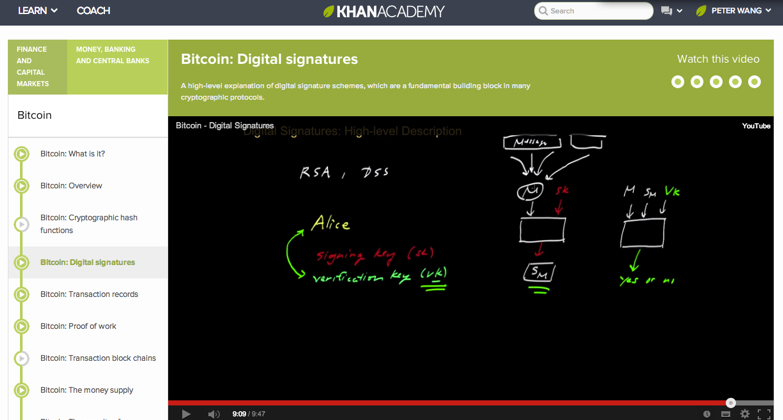 LEARN COACH KHANACADEMY Search PETER WANG
FINANCE AND CAPITAL MARKETS
MONEY, BANKING AND CENTRAL BANKS
Bitcoin: Digital signatures
A high-level explanation of digital signature schemes, which are a fundamental building block in many
cryptographic protocols.
Watch this video
Bitcoin
Bitcoin: What is it?
Bitcoin: Overview
Bitcoin: Cryptographic hash
functions
Bitcoin: Digital signatures
Bitcoin: Transaction records
Bitcoin: Proof of work
Bitcoin: Transaction block chains
Bitcoin: The money supply
Bitcoin - Digital Signatures
YouTube
Digital Signatures: High-level Description
Message
RSA, DSS
M sk
M SM Vk
Alice
signing key (sk)
verification key (vk)
SM
yes or no
9:09 / 9:47